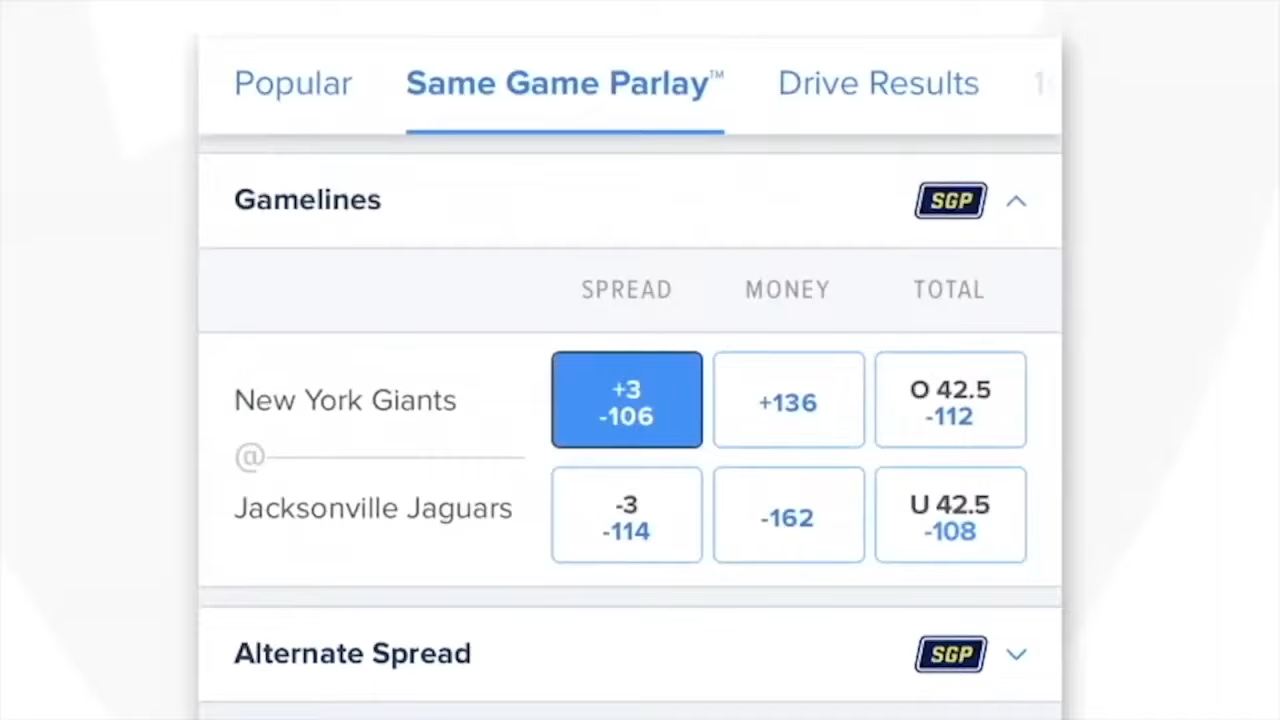 Popular Same Game Parlay™ Drive Results
Gamelines SGP
SPREAD MONEY TOTAL
New York Giants +3 -106 +136 O 42.5 -112
@
Jacksonville Jaguars -3 -114 -162 U 42.5 -108
Alternate Spread SGP